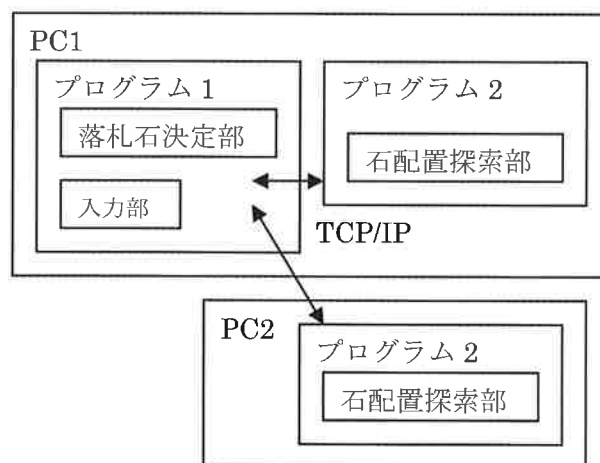 PC1
プログラム 1
落札石決定部
入力部
プログラム 2
石配置探索部
TCP/IP
PC2
プログラム 2
石配置探索部